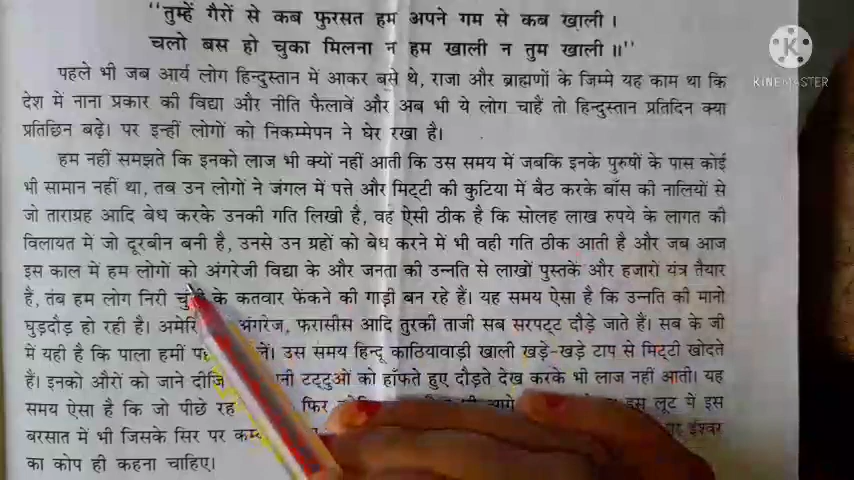 "तुम्हें गैरों से कब फुरसत हम अपने गम से कब खाली।
चलो बस हो चुका मिलना न हम खाली न तुम खाली॥"
पहले भी जब आर्य लोग हिन्दुस्तान में आकर बसे थे, राजा और ब्राह्मणों के जिम्मे यह काम था कि
देश में नाना प्रकार की विद्या और नीति फैलावें और अब भी ये लोग चाहें तो हिन्दुस्तान प्रतिदिन क्या
प्रतिछिन बढ़े। पर इन्हीं लोगों को निकम्मेपन ने घेर रखा है।
हम नहीं समझते कि इनको लाज भी क्यों नहीं आती कि उस समय में जबकि इनके पुरुषों के पास कोई
भी सामान नहीं था, तब उन लोगों ने जंगल में पत्ते और मिट्टी की कुटिया में बैठ करके बाँस की नालियों से
जो ताराग्रह आदि बेध करके उनकी गति लिखी है, वह ऐसी ठीक है कि सोलह लाख रुपये के लागत की
विलायत में जो दूरबीन बनी है, उनसे उन ग्रहों को बेध करने में भी वही गति ठीक आती है और जब आज
इस काल में हम लोगों को अंगरेजी विद्या के और जनता की उन्नति से लाखों पुस्तकें और हजारों यंत्र तैयार
हैं, तब हम लोग निरी के कतवार फेंकने की गाड़ी बन रहे हैं। यह समय ऐसा है कि उन्नति की मानो
घुड़दौड़ हो रही है। अंगरेज, फरासीस आदि तुरकी ताजी सब सरपट्ट दौड़े जाते हैं। सब के जी
में यही है कि पाला हमीं उस समय हिन्दू काठियावाड़ी खाली खड़े-खड़े टाप से मिट्टी खोदते
हैं। इनको औरों को जाने टट्टुओं को हाँफते हुए दौड़ते देख करके भी लाज नहीं आती। यह
समय ऐसा है कि जो पीछे फिर इस लूट में इस
बरसात में भी जिसके सिर पर ईश्वर
का कोप ही कहना चाहिए।
KINEMASTER